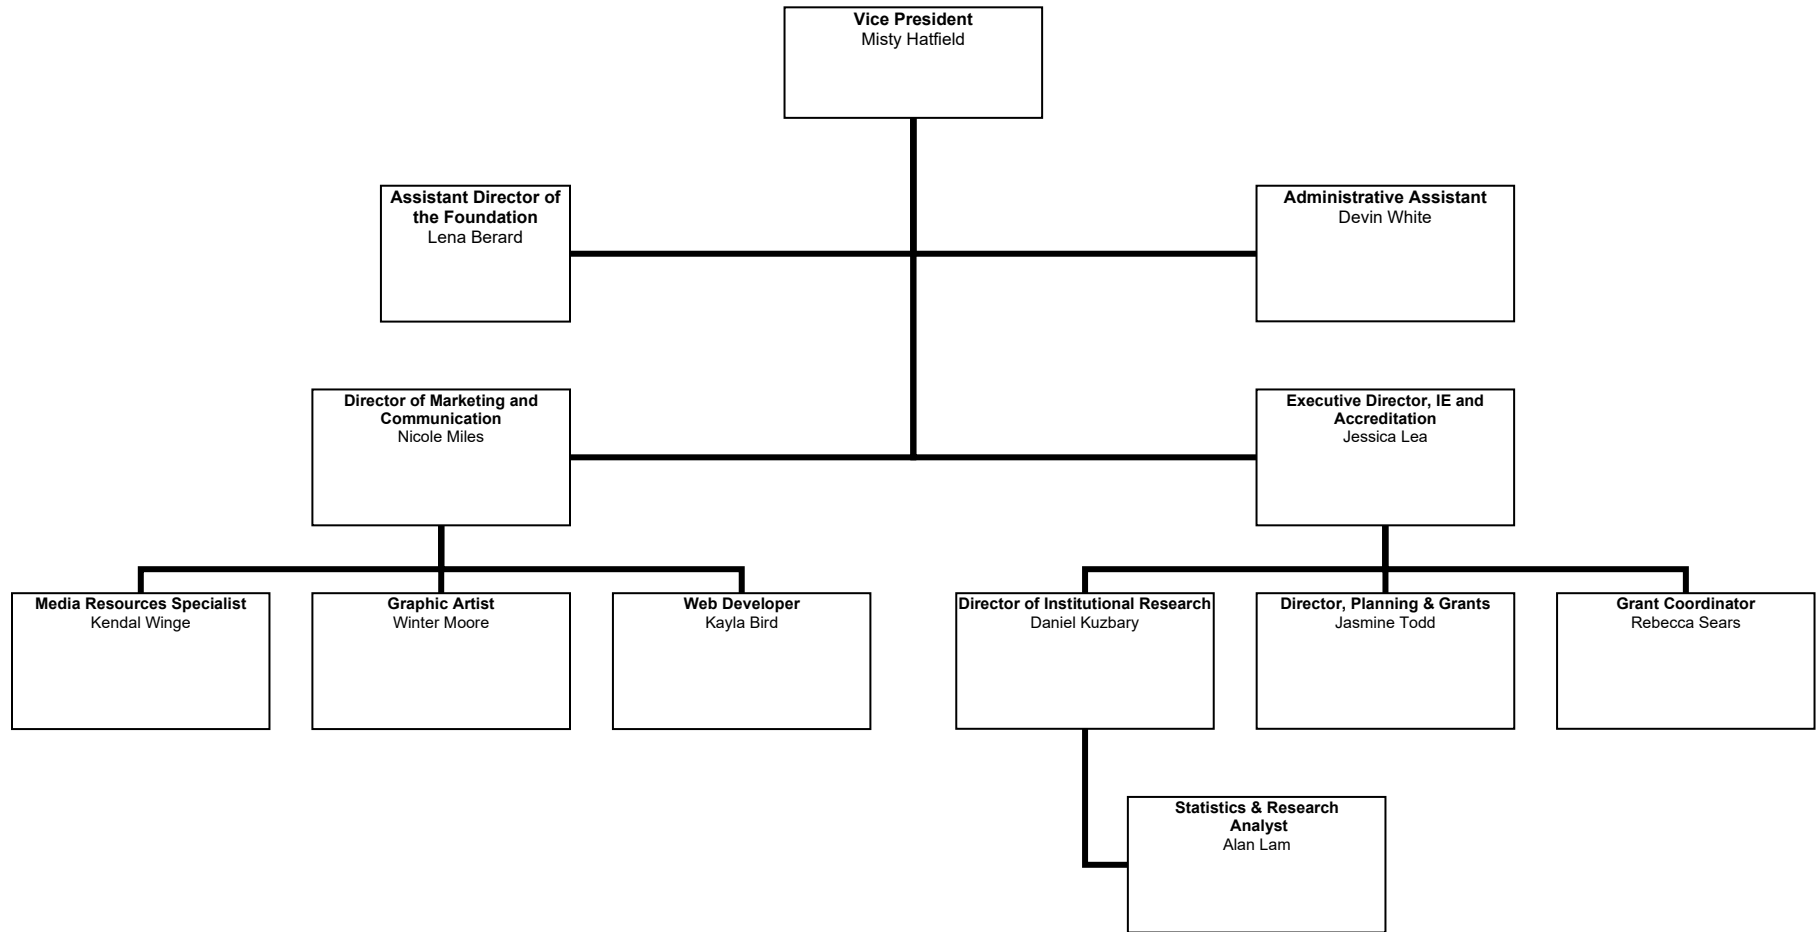 Vice President
Misty Hatfield
Assistant Director of
the Foundation
Lena Berard
Administrative Assistant
Devin White
Director of Marketing and
Communication
Nicole Miles
Executive Director, IE and
Accreditation
Jessica Lea
Media Resources Specialist
Kendal Winge
Graphic Artist
Winter Moore
Web Developer
Kayla Bird
Director of Institutional Research
Daniel Kuzbary
Director, Planning & Grants
Jasmine Todd
Grant Coordinator
Rebecca Sears
Statistics & Research
Analyst
Alan Lam